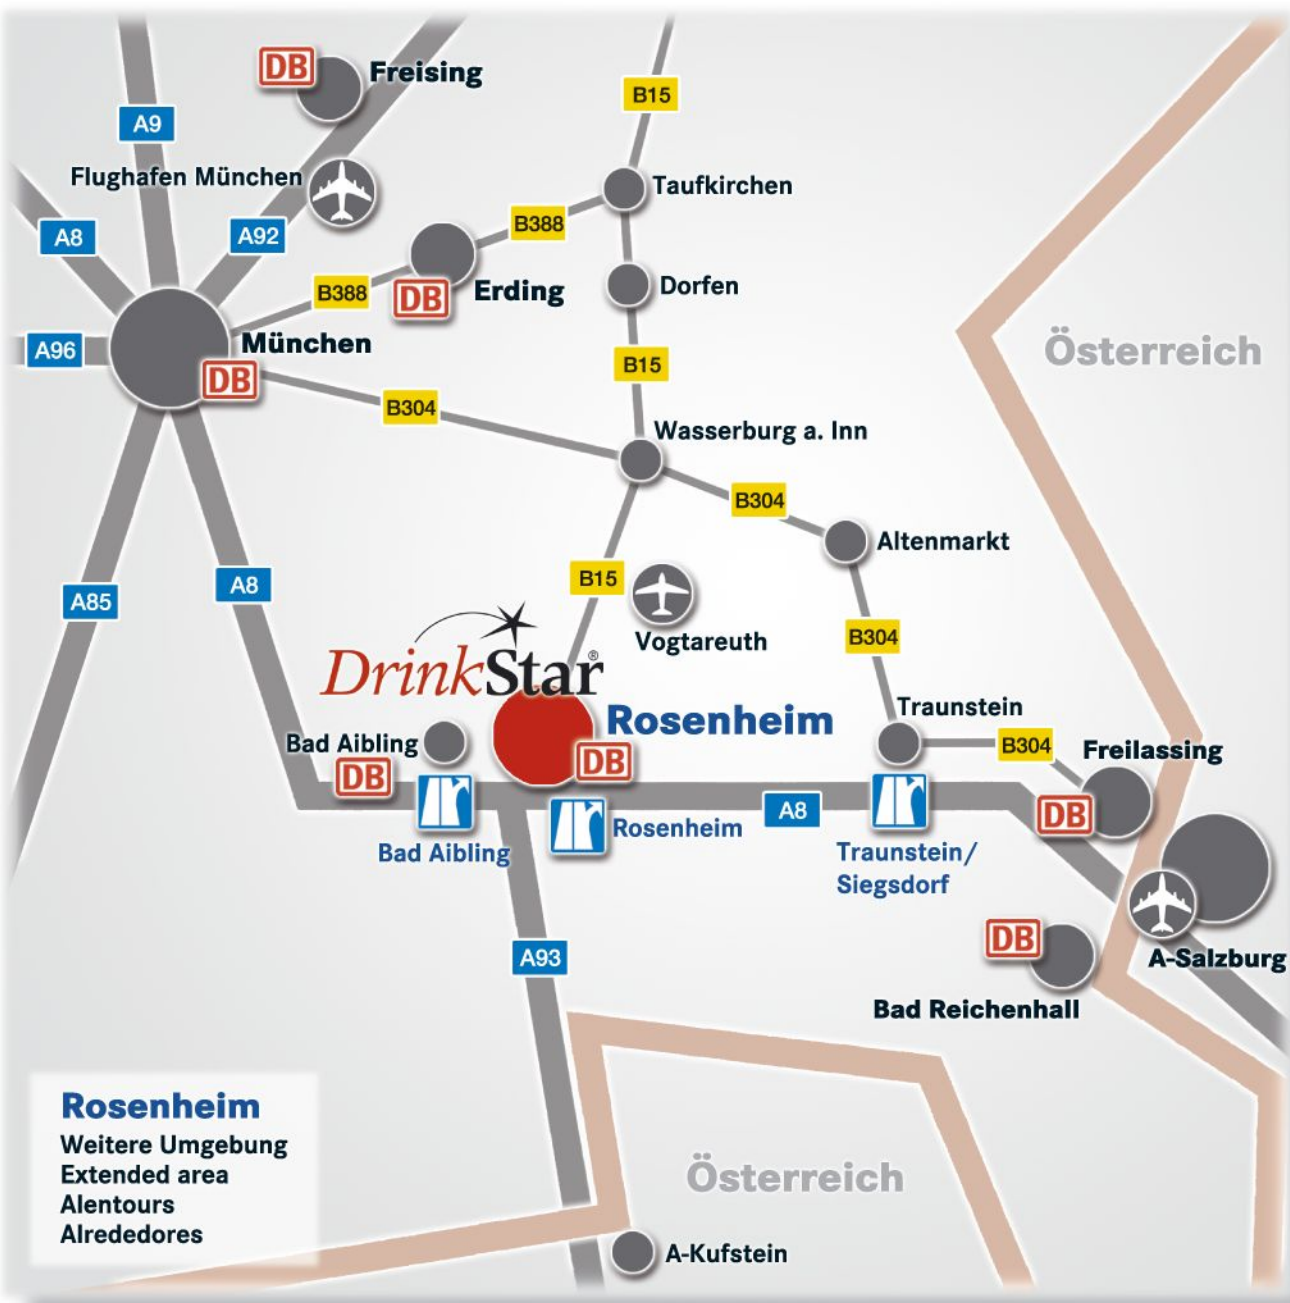 DB
Freising
B15
A9
Flughafen München
Taufkirchen
B388
A8
A92
Dorfen
B388
DB
Erding
Österreich
München
A96
B15
DB
B304
Wasserburg a. Inn
B304
Altenmarkt
B15
A8
A85
Vogtareuth
B304
DrinkStar®
Rosenheim
Traunstein
Bad Aibling
B304
Freilassing
DB
DB
A8
DB
Rosenheim
Bad Aibling
Traunstein/
Siegsdorf
DB
A93
A-Salzburg
Bad Reichenhall
Rosenheim
Weitere Umgebung
Extended area
Alentours
Alrededores
Österreich
A-Kufstein